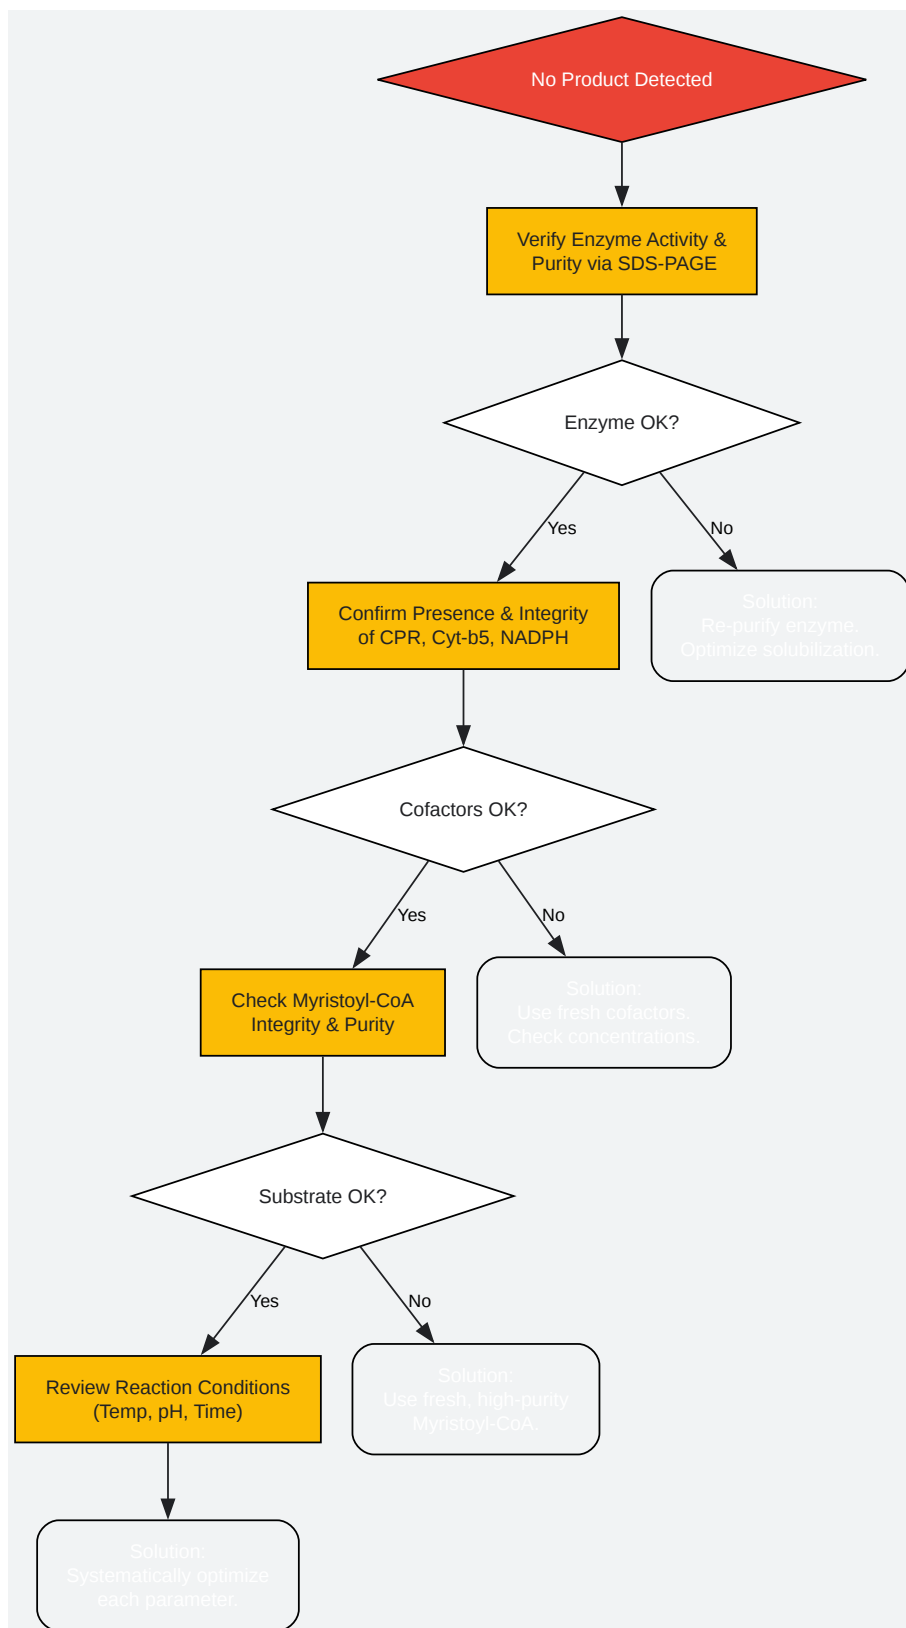 No Product Detected
Verify Enzyme Activity &
Purity via SDS-PAGE
Enzyme OK?
Yes
No
Confirm Presence & Integrity
of CPR, Cyt-b5, NADPH
Solution:
Re-purify enzyme.
Optimize solubilization.
Cofactors OK?
Yes
No
Check Myristoyl-CoA
Integrity & Purity
Solution:
Use fresh cofactors.
Check concentrations.
Substrate OK?
Yes
No
Review Reaction Conditions
(Temp, pH, Time)
Solution:
Use fresh, high-purity
Myristoyl-CoA.
Solution:
Systematically optimize
each parameter.